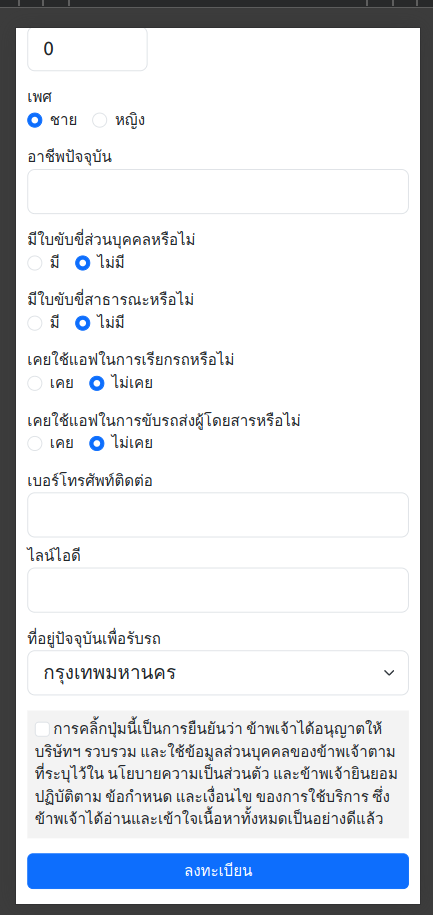 0
เพศ
ชาย หญิง
อาชีพปัจจุบัน
มีใบขับขี่ส่วนบุคคลหรือไม่
มี ไม่มี
มีใบขับขี่สาธารณะหรือไม่
มี ไม่มี
เคยใช้แอฟในการเรียกรถหรือไม่
เคย ไม่เคย
เคยใช้แอฟในการขับรถส่งผู้โดยสารหรือไม่
เคย ไม่เคย
เบอร์โทรศัพท์ติดต่อ
ไลน์ไอดี
ที่อยู่ปัจจุบันเพื่อรับรถ
กรุงเทพมหานคร
การคลิ้กปุ่มนี้เป็นการยืนยันว่า ข้าพเจ้าได้อนุญาตให้
บริษัทฯ รวบรวม และใช้ข้อมูลส่วนบุคคลของข้าพเจ้าตาม
ที่ระบุไว้ใน นโยบายความเป็นส่วนตัว และข้าพเจ้ายินยอม
ปฏิบัติตาม ข้อกำหนด และเงื่อนไข ของการใช้บริการ ซึ่ง
ข้าพเจ้าได้อ่านและเข้าใจเนื้อหาทั้งหมดเป็นอย่างดีแล้ว
ลงทะเบียน